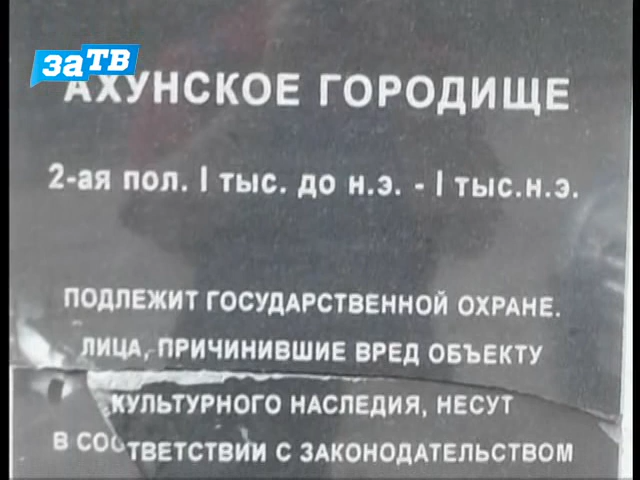 заТВ
АХУНСКОЕ ГОРОДИЩЕ
2-ая пол. I тыс. до н.э. - I тыс.н.э.
ПОДЛЕЖИТ ГОСУДАРСТВЕННОЙ ОХРАНЕ.
ЛИЦА, ПРИЧИНИВШИЕ ВРЕД ОБЪЕКТУ
КУЛЬТУРНОГО НАСЛЕДИЯ, НЕСУТ
В СООТВЕТСТВИИ С ЗАКОНОДАТЕЛЬСТВОМ